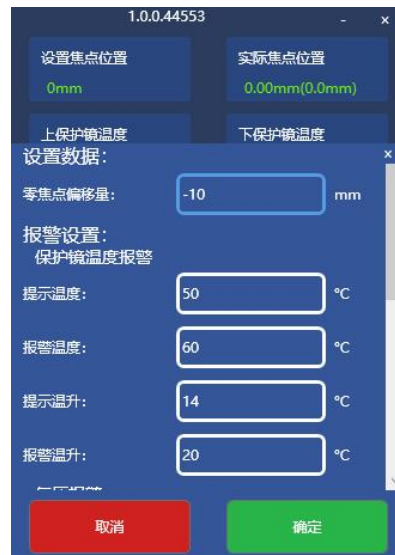 1.0.0.44553
设置焦点位置 实际焦点位置
0mm 0.00mm(0.0mm)
上保护镜温度 下保护镜温度
设置数据：
零焦点偏移量： -10 mm
报警设置：
保护镜温度报警
提示温度： 50 °C
报警温度： 60 °C
提示温升： 14 °C
报警温升： 20 °C
取消 确定